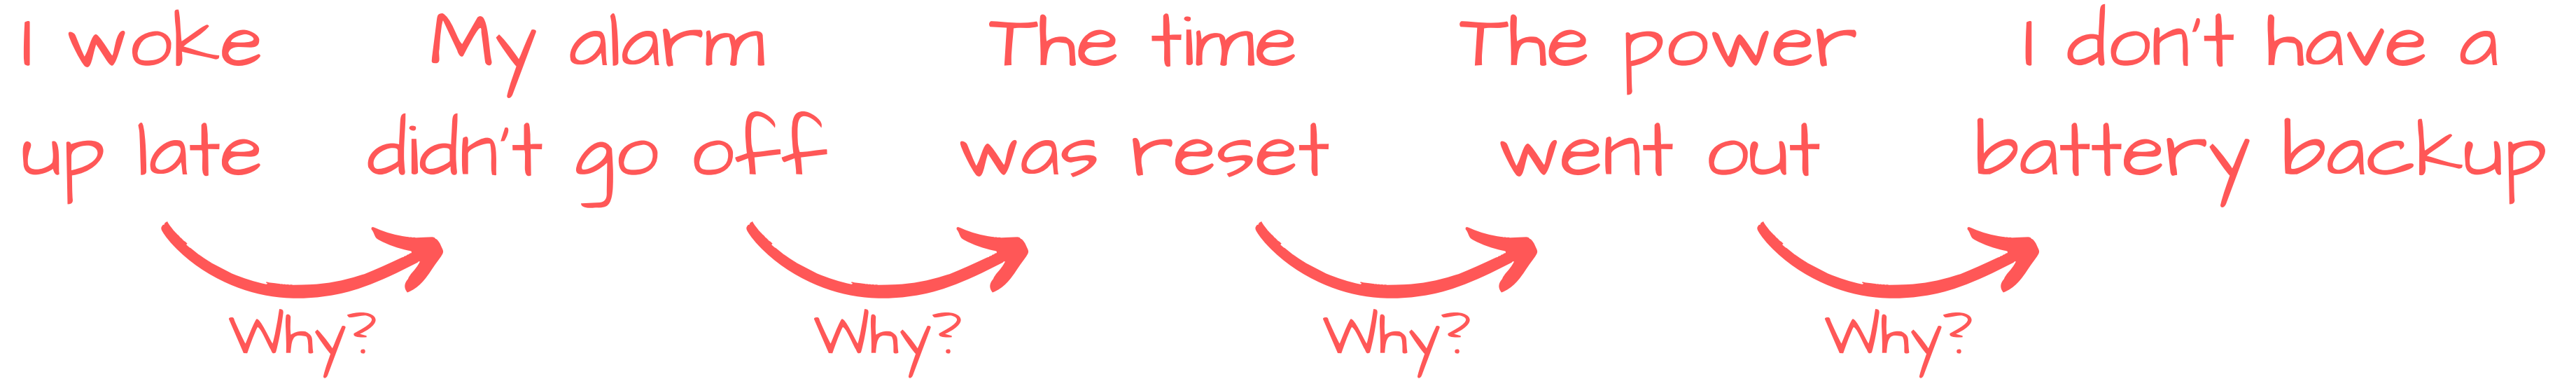 I woke
up late
My alarm
didn't go off
The time
was reset
The power
went out
I don't have a
battery backup
Why?
Why?
Why?
Why?